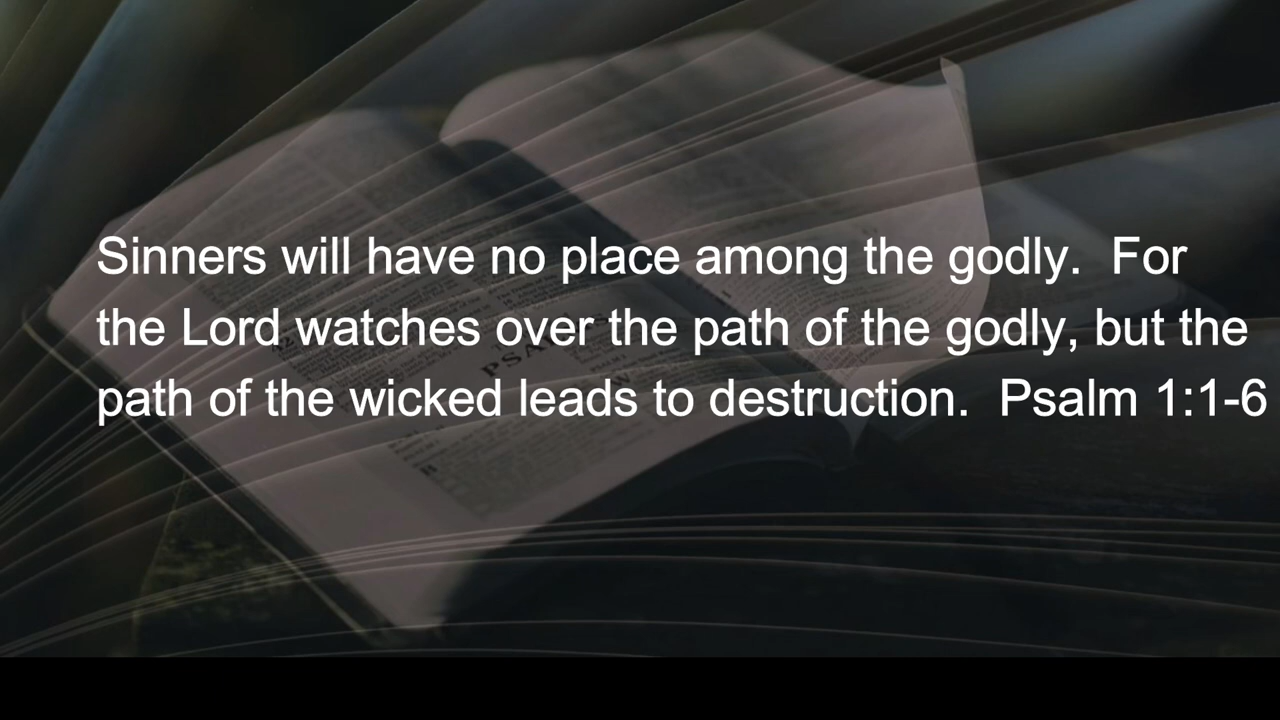 Sinners will have no place among the godly.  For
the Lord watches over the path of the godly, but the
path of the wicked leads to destruction.  Psalm 1:1-6